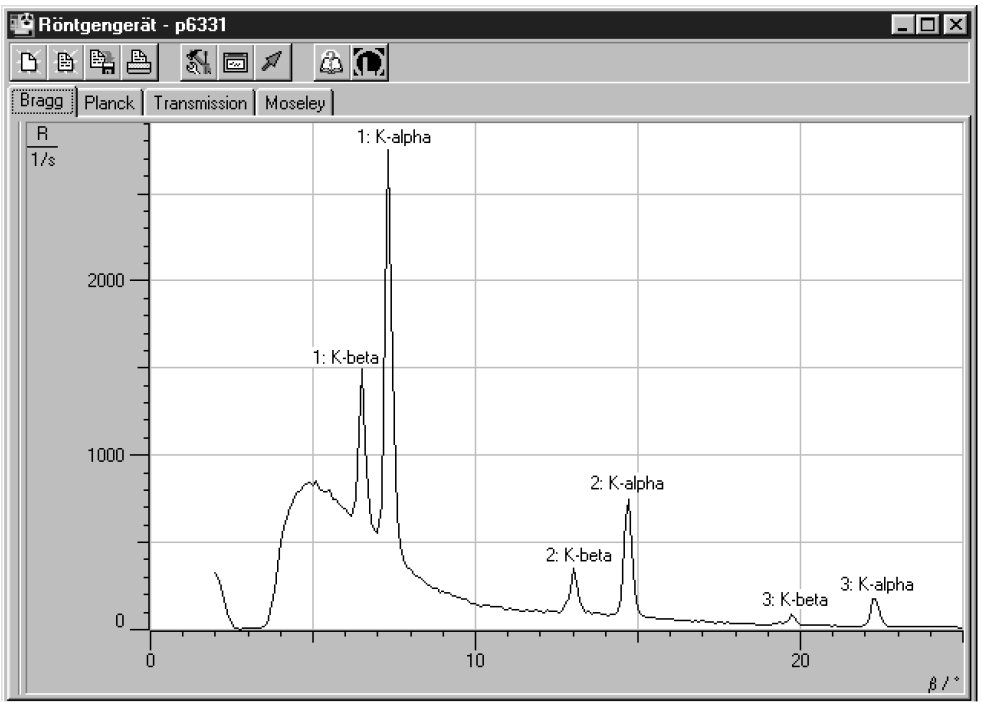 Röntgengerät - p6331
Bragg Planck Transmission Moseley
R
1/s
1: K-alpha
2000
1: K-beta
1000
2: K-alpha
2: K-beta
3: K-beta
3: K-alpha
0
0 10 20
β / °